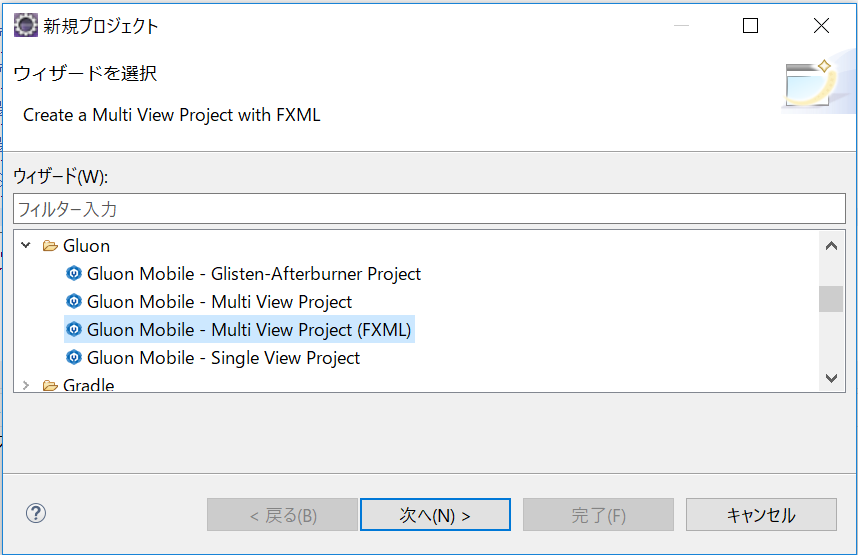 新規プロジェクト
ウィザードを選択
Create a Multi View Project with FXML
ウィザード(W):
フィルター入力
Gluon
Gluon Mobile - Glisten-Afterburner Project
Gluon Mobile - Multi View Project
Gluon Mobile - Multi View Project (FXML)
Gluon Mobile - Single View Project
Gradle
< 戻る(B) 次へ(N) > 完了(F) キャンセル